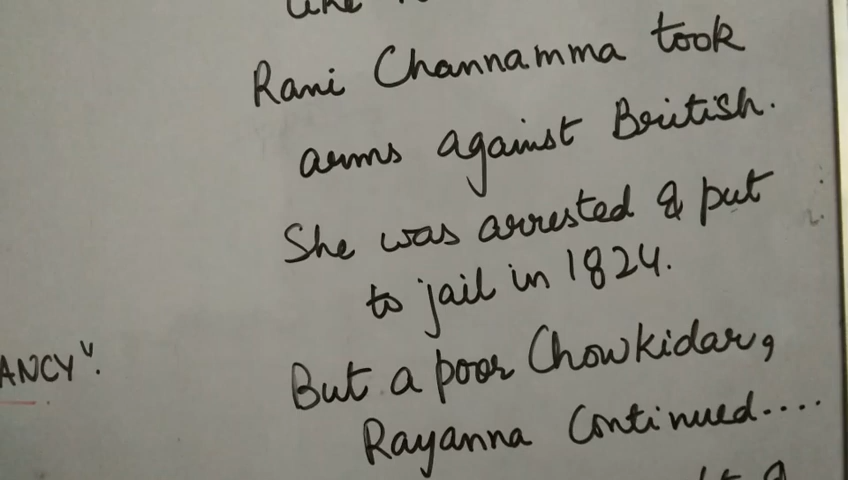 Rani Channamma took
arms against British.
She was arrested & put
to jail in 1824.
ANCY".
But a poor Chowkidar,
Rayanna Continued....